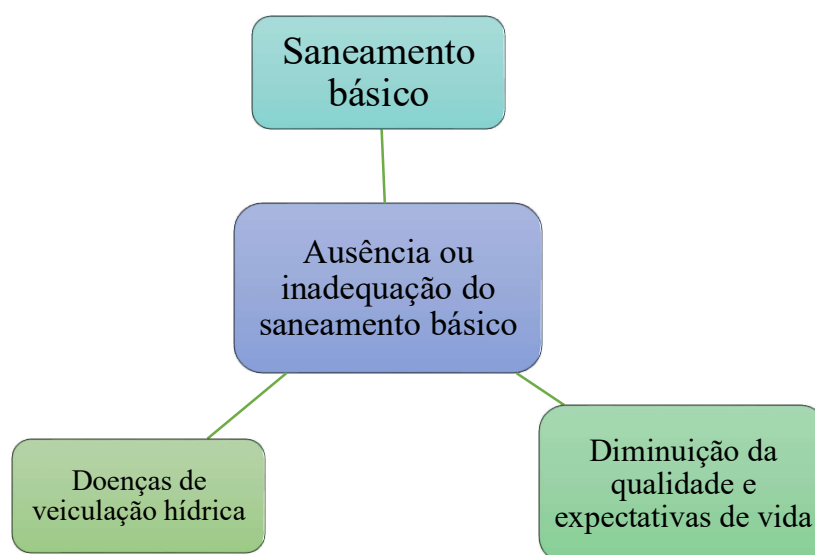 Saneamento
básico
Ausência ou
inadequação do
saneamento básico
Doenças de
veiculação hídrica
Diminuição da
qualidade e
expectativas de vida